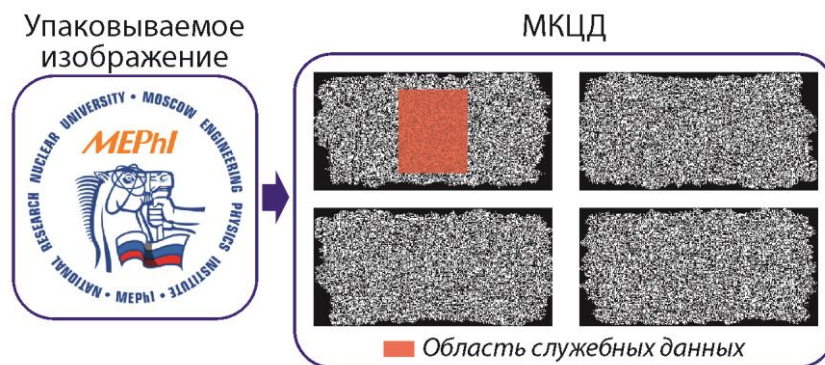 Упаковываемое
изображение
МКЦД
NATIONAL RESEARCH NUCLEAR UNIVERSITY • MOSCOW ENGINEERING PHYSICS INSTITUTE •
MEPhI
• MEPhI •
Область служебных данных